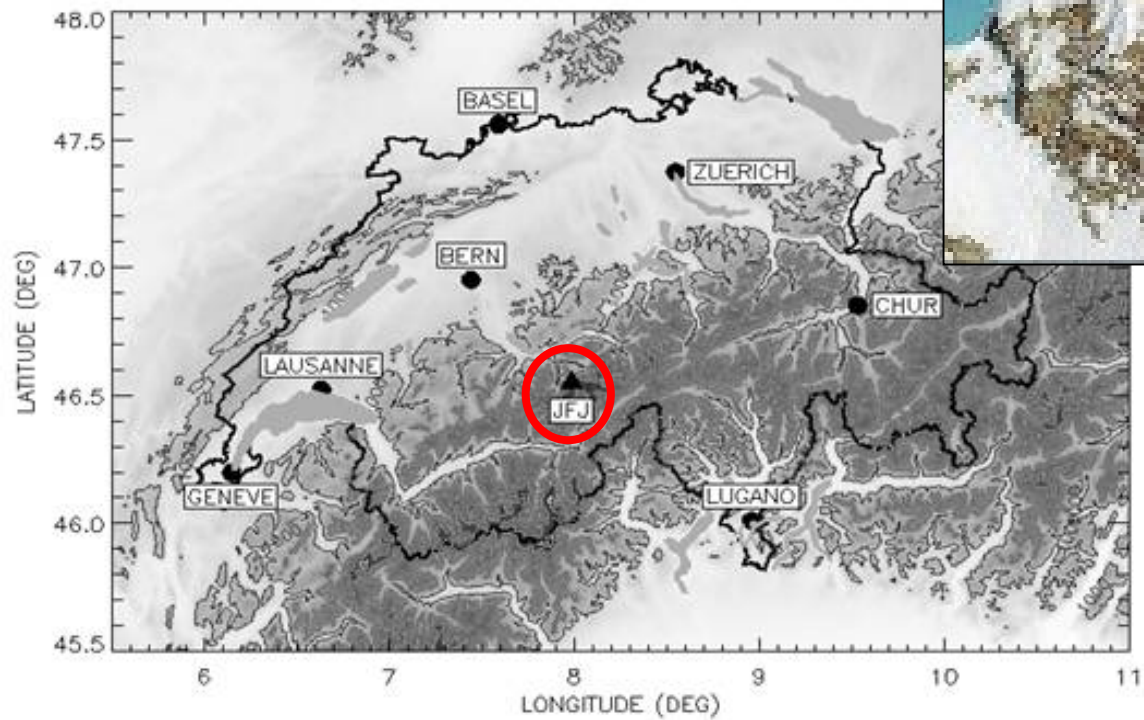 48.0
BASEL
47.5
ZUERICH
BERN
47.0
CHUR
LAUSANNE
46.5
JFJ
GENEVE
LUGANO
46.0
45.5
6 7 8 9 10 11
LATITUDE (DEG)
LONGITUDE (DEG)